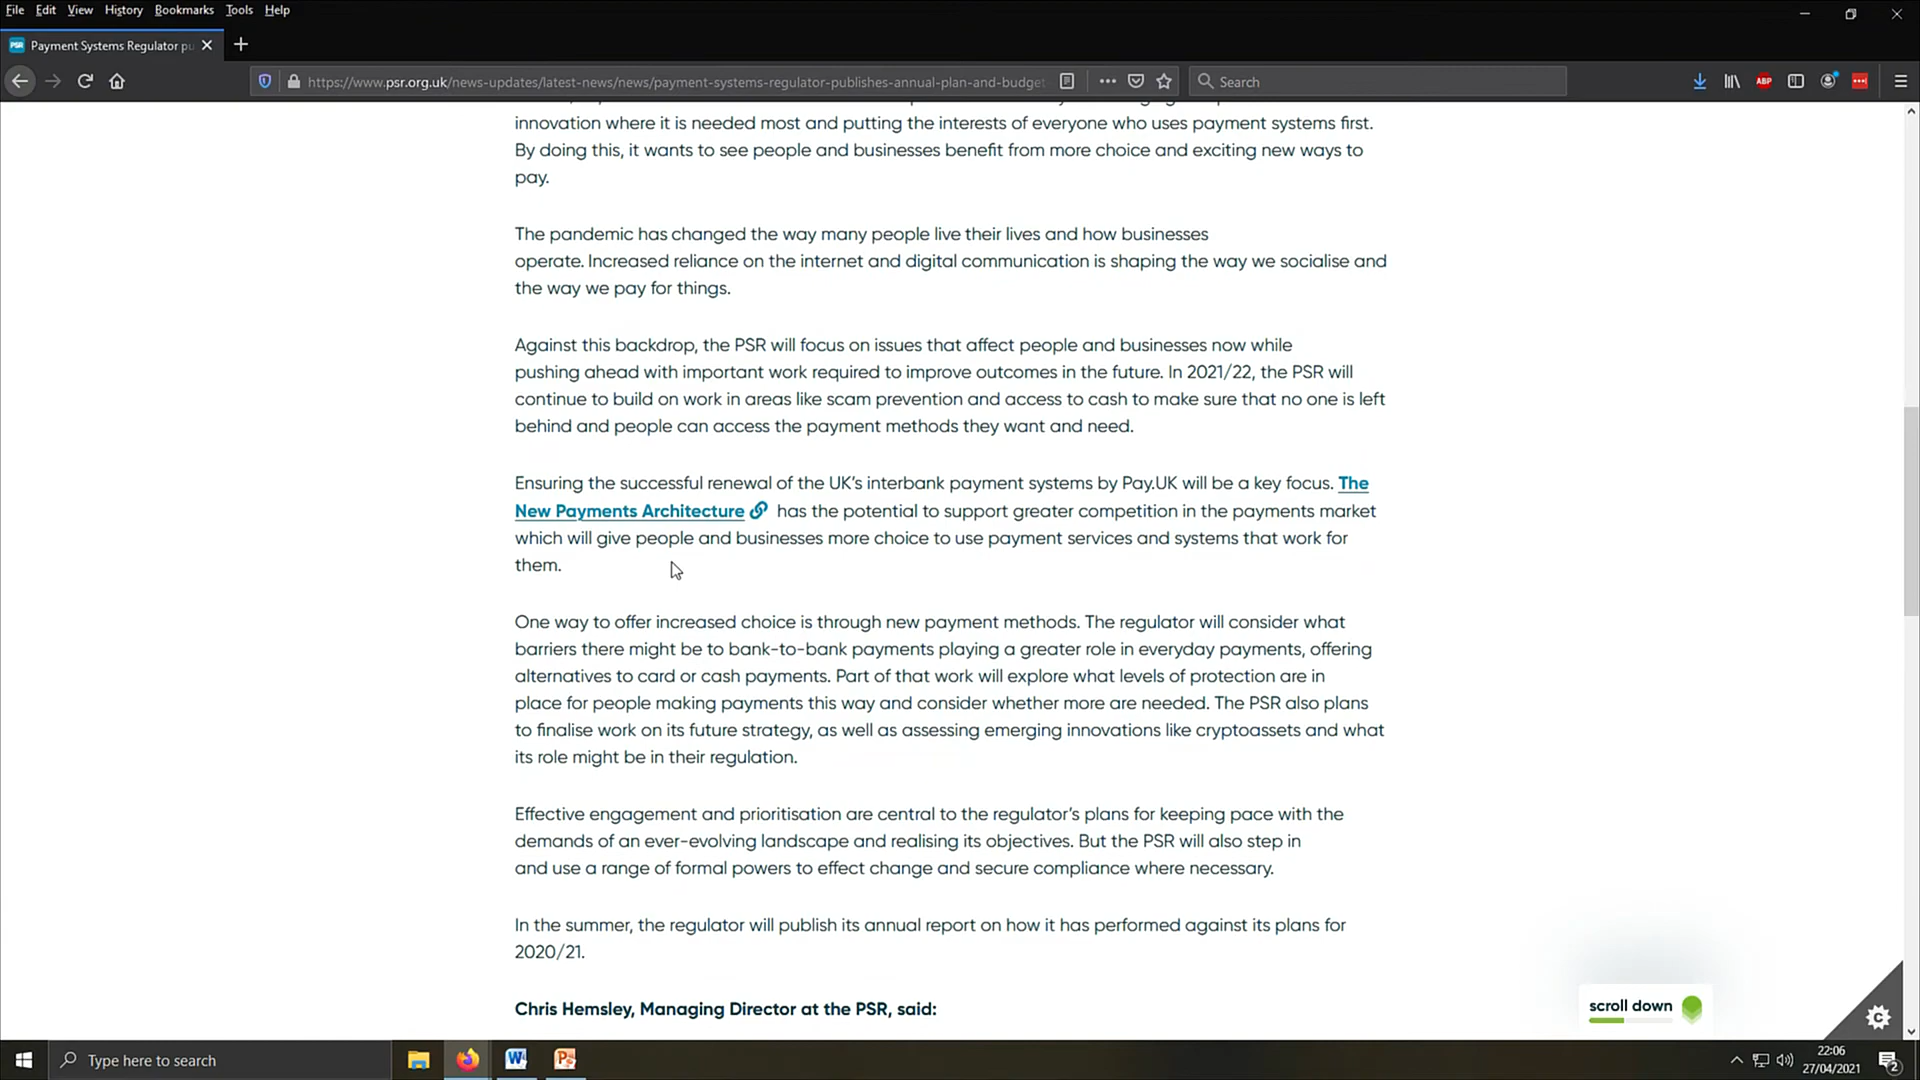 File Edit View History Bookmarks Tools Help
PSR Payment Systems Regulator pu
https://www.psr.org.uk/news-updates/latest-news/news/payment-systems-regulator-publishes-annual-plan-and-budget
Search
ABP
innovation where it is needed most and putting the interests of everyone who uses payment systems first.
By doing this, it wants to see people and businesses benefit from more choice and exciting new ways to
pay.
The pandemic has changed the way many people live their lives and how businesses
operate. Increased reliance on the internet and digital communication is shaping the way we socialise and
the way we pay for things.
Against this backdrop, the PSR will focus on issues that affect people and businesses now while
pushing ahead with important work required to improve outcomes in the future. In 2021/22, the PSR will
continue to build on work in areas like scam prevention and access to cash to make sure that no one is left
behind and people can access the payment methods they want and need.
Ensuring the successful renewal of the UK’s interbank payment systems by Pay.UK will be a key focus. The
New Payments Architecture has the potential to support greater competition in the payments market
which will give people and businesses more choice to use payment services and systems that work for
them.
One way to offer increased choice is through new payment methods. The regulator will consider what
barriers there might be to bank-to-bank payments playing a greater role in everyday payments, offering
alternatives to card or cash payments. Part of that work will explore what levels of protection are in
place for people making payments this way and consider whether more are needed. The PSR also plans
to finalise work on its future strategy, as well as assessing emerging innovations like cryptoassets and what
its role might be in their regulation.
Effective engagement and prioritisation are central to the regulator’s plans for keeping pace with the
demands of an ever-evolving landscape and realising its objectives. But the PSR will also step in
and use a range of formal powers to effect change and secure compliance where necessary.
In the summer, the regulator will publish its annual report on how it has performed against its plans for
2020/21.
Chris Hemsley, Managing Director at the PSR, said:
scroll down
Type here to search
22:06
27/04/2021
2